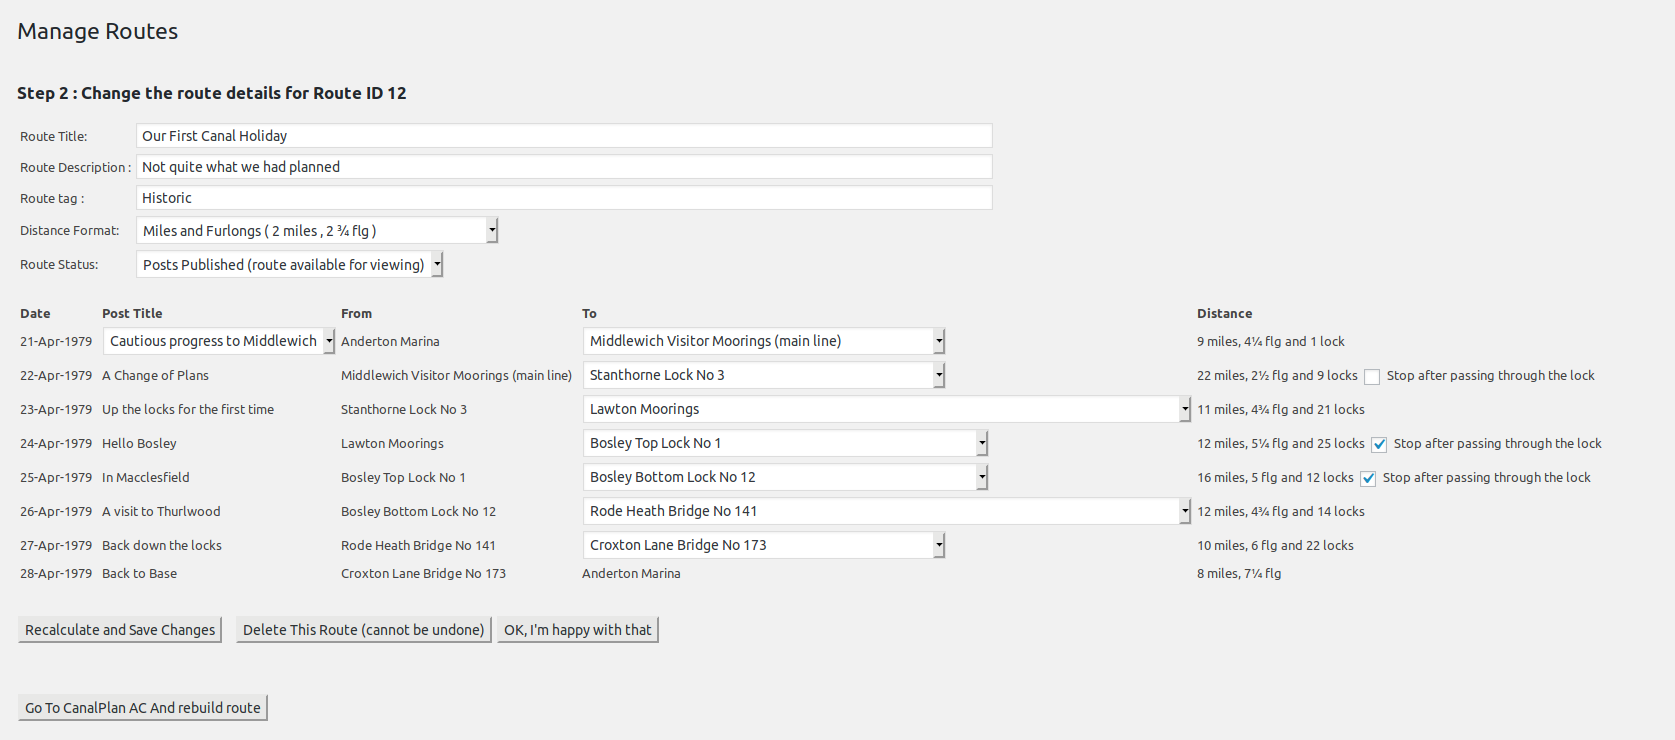 Manage Routes
Step 2 : Change the route details for Route ID 12
Route Title: Our First Canal Holiday
Route Description : Not quite what we had planned
Route tag : Historic
Distance Format: Miles and Furlongs ( 2 miles , 2 ¾ flg )
Route Status: Posts Published (route available for viewing)
Date Post Title From To Distance
21-Apr-1979 Cautious progress to Middlewich Anderton Marina Middlewich Visitor Moorings (main line) 9 miles, 4¼ flg and 1 lock
22-Apr-1979 A Change of Plans Middlewich Visitor Moorings (main line) Stanthorne Lock No 3 22 miles, 2½ flg and 9 locks Stop after passing through the lock
23-Apr-1979 Up the locks for the first time Stanthorne Lock No 3 Lawton Moorings 11 miles, 4¾ flg and 21 locks
24-Apr-1979 Hello Bosley Lawton Moorings Bosley Top Lock No 1 12 miles, 5¼ flg and 25 locks Stop after passing through the lock
25-Apr-1979 In Macclesfield Bosley Top Lock No 1 Bosley Bottom Lock No 12 16 miles, 5 flg and 12 locks Stop after passing through the lock
26-Apr-1979 A visit to Thurlwood Bosley Bottom Lock No 12 Rode Heath Bridge No 141 12 miles, 4¾ flg and 14 locks
27-Apr-1979 Back down the locks Rode Heath Bridge No 141 Croxton Lane Bridge No 173 10 miles, 6 flg and 22 locks
28-Apr-1979 Back to Base Croxton Lane Bridge No 173 Anderton Marina 8 miles, 7¼ flg
Recalculate and Save Changes Delete This Route (cannot be undone) OK, I'm happy with that
Go To CanalPlan AC And rebuild route